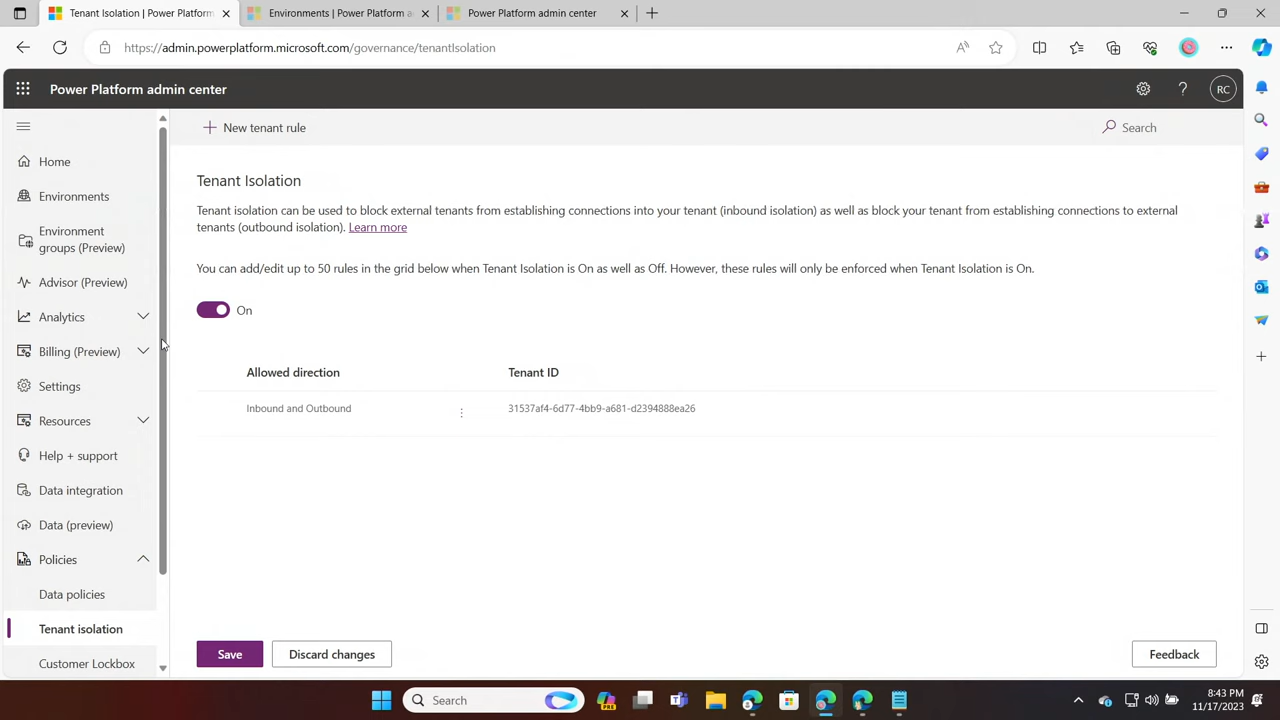 Tenant Isolation | Power Platform
Environments | Power Platform a
Power Platform admin center
https://admin.powerplatform.microsoft.com/governance/tenantIsolation
Power Platform admin center
RC
New tenant rule
Search
Home
Environments
Environment
groups (Preview)
Advisor (Preview)
Analytics
Billing (Preview)
Settings
Resources
Help + support
Data integration
Data (preview)
Policies
Data policies
Tenant isolation
Customer Lockbox
Tenant Isolation
Tenant isolation can be used to block external tenants from establishing connections into your tenant (inbound isolation) as well as block your tenant from establishing connections to external
tenants (outbound isolation). Learn more
You can add/edit up to 50 rules in the grid below when Tenant Isolation is On as well as Off. However, these rules will only be enforced when Tenant Isolation is On.
On
Allowed direction
Tenant ID
Inbound and Outbound
31537af4-6d77-4bb9-a681-d2394888ea26
Save
Discard changes
Feedback
Search
PRE
8:43 PM
11/17/2023